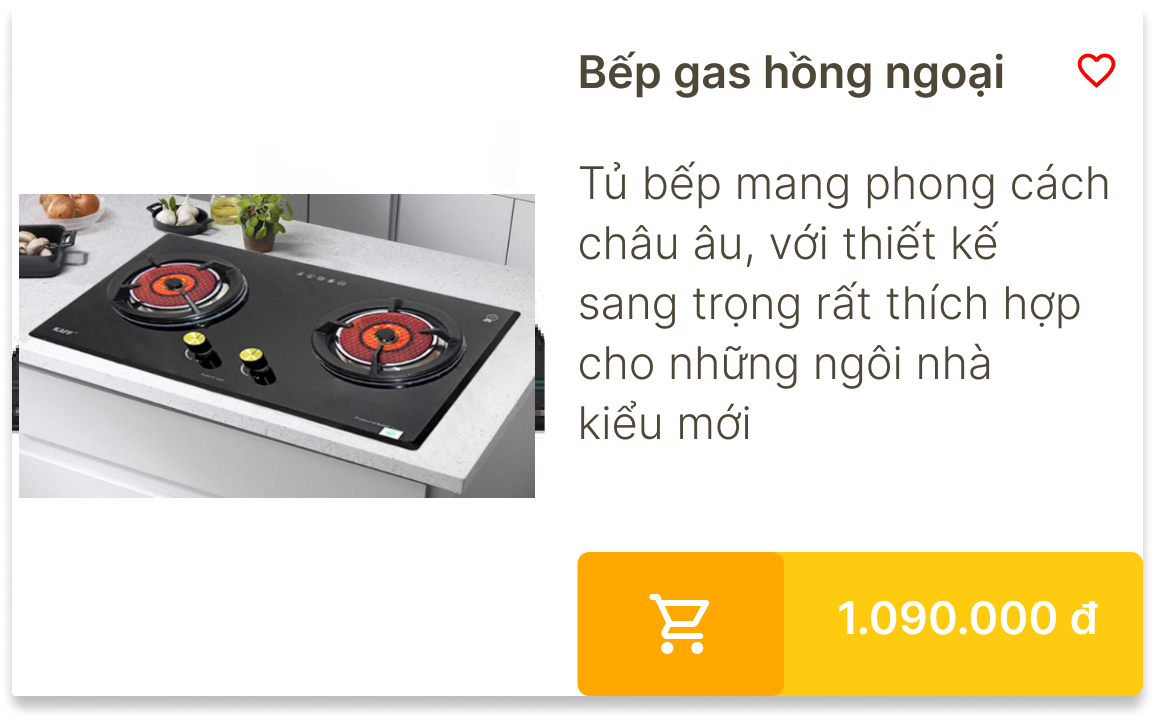 Bếp gas hồng ngoại
Tủ bếp mang phong cách
châu âu, với thiết kế
sang trọng rất thích hợp
cho những ngôi nhà
kiểu mới
KAFF
1.090.000 đ